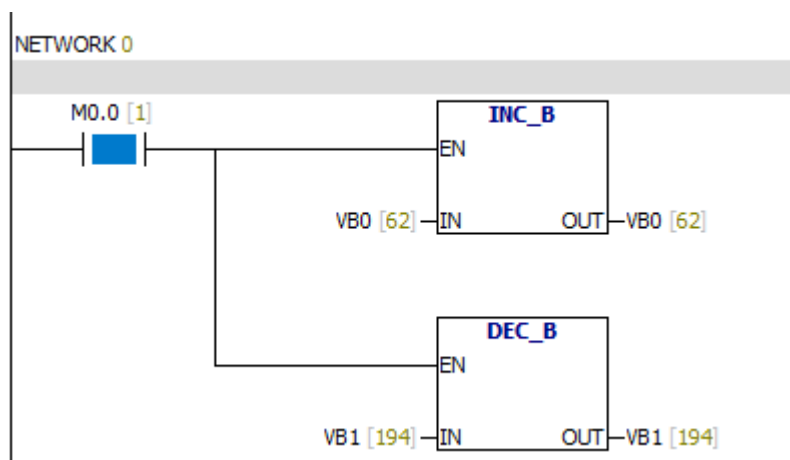 NETWORK 0
M0.0 [1]
INC_B
EN
VB0 [62] IN OUT VB0 [62]
DEC_B
EN
VB1 [194] IN OUT VB1 [194]